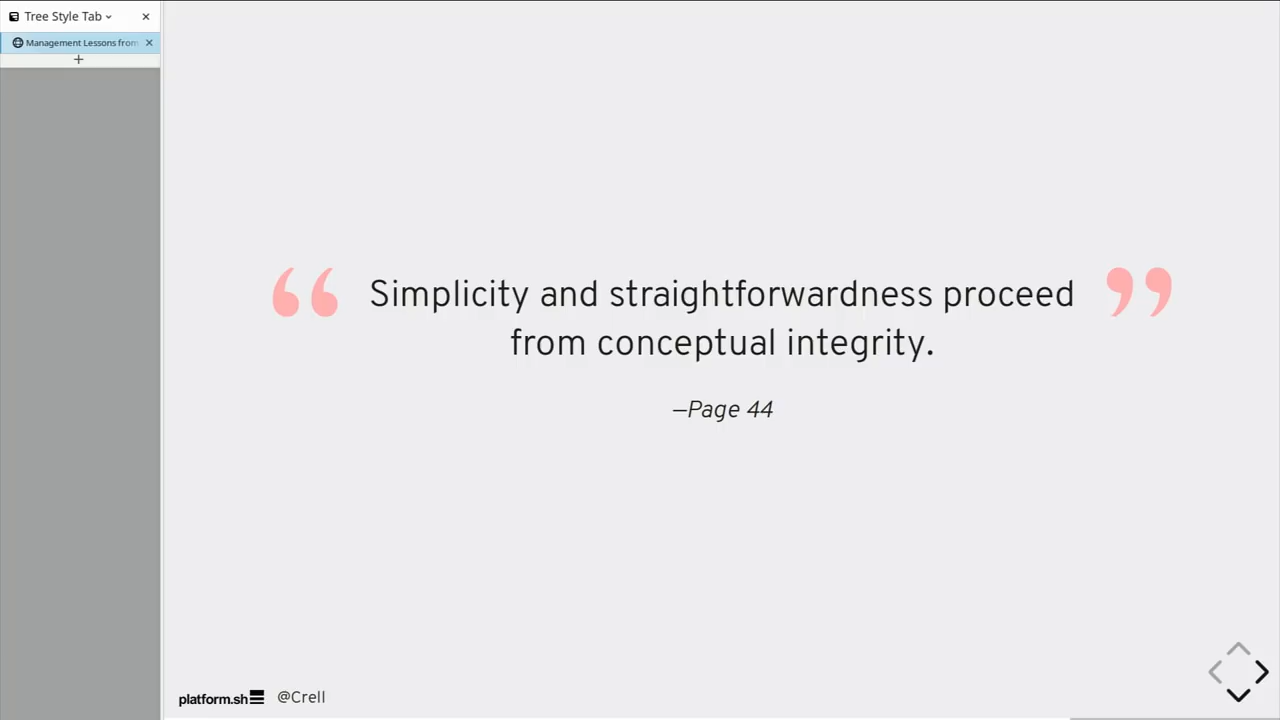 Tree Style Tab
Management Lessons from
“ Simplicity and straightforwardness proceed ”
from conceptual integrity.
—Page 44
platform.sh @Crell